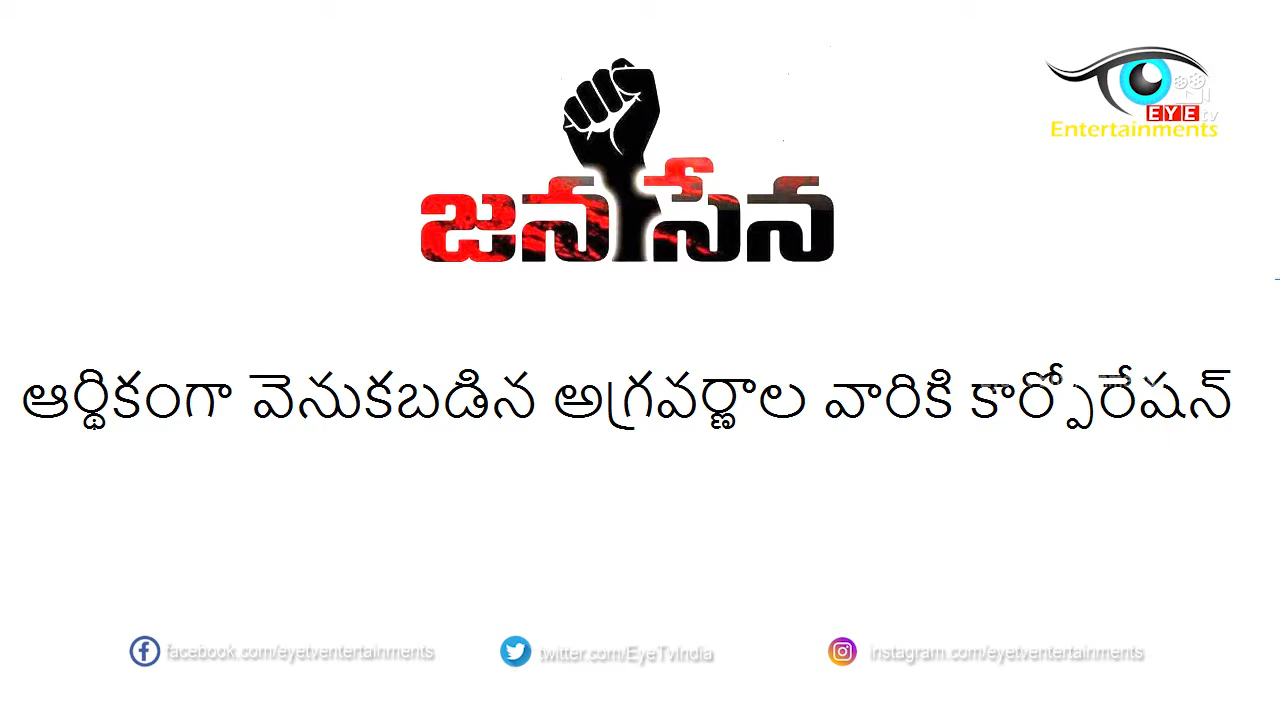 జనసేన
EYE tv
Entertainments
ఆర్థికంగా వెనుకబడిన అగ్రవర్ణాల వారికి కార్పోరేషన్
facebook.com/eyetventertainments
twitter.com/EyeTvIndia
instagram.com/eyetventertainments